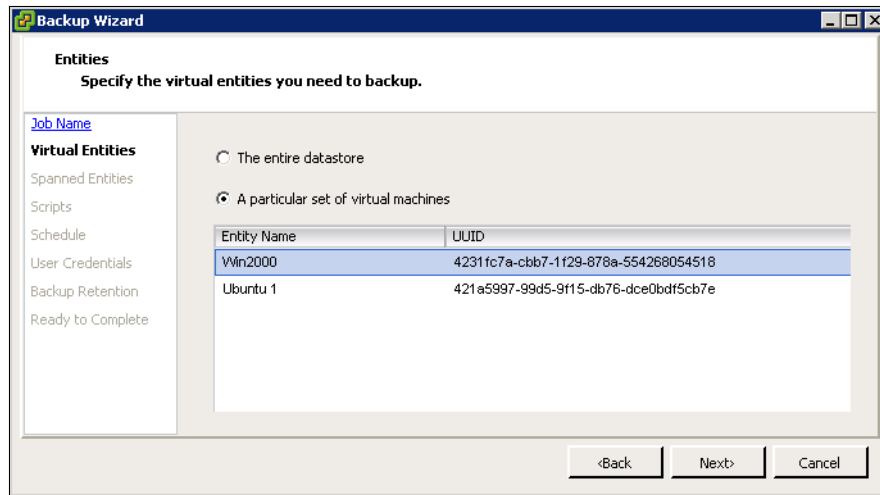 Backup Wizard
Entities
Specify the virtual entities you need to backup.
Job Name
Virtual Entities
Spanned Entities
Scripts
Schedule
User Credentials
Backup Retention
Ready to Complete
The entire datastore
A particular set of virtual machines
Entity Name UUID
Win2000 4231fc7a-cbb7-1f29-878a-554268054518
Ubuntu 1 421a5997-99d5-9f15-db76-dce0bdf5cb7e
<Back Next> Cancel